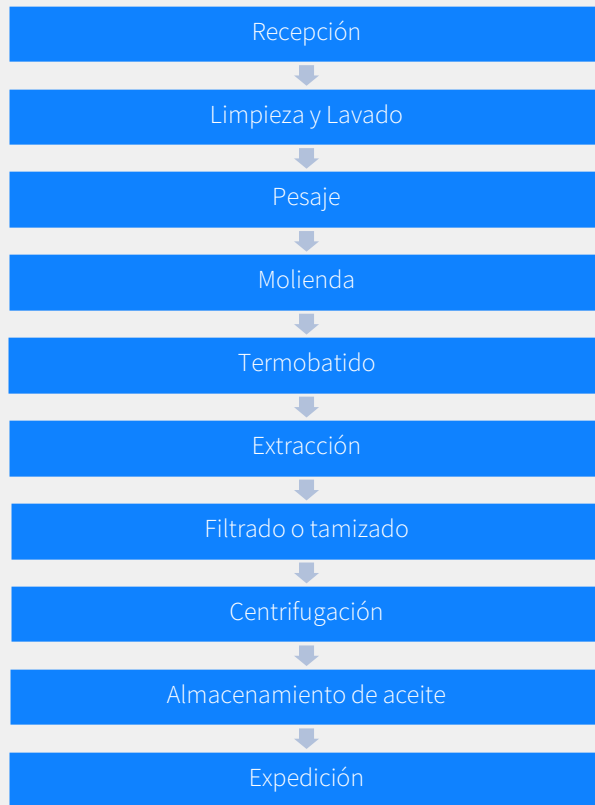 Recepción
Limpieza y Lavado
Pesaje
Molienda
Termobatido
Extracción
Filtrado o tamizado
Centrifugación
Almacenamiento de aceite
Expedición